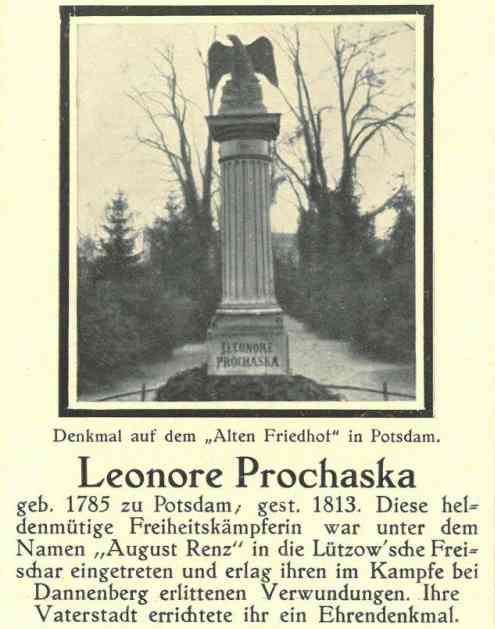 LEONORE
PROCHASKA
Denkmal auf dem „Alten Friedhof" in Potsdam.
Leonore Prochaska
geb. 1785 zu Potsdam, gest. 1813. Diese hel-
denmütige Freiheitskämpferin war unter dem
Namen „August Renz" in die Lützow'sche Frei-
schar eingetreten und erlag ihren im Kampfe bei
Dannenberg erlittenen Verwundungen. Ihre
Vaterstadt errichtete ihr ein Ehrendenkmal.